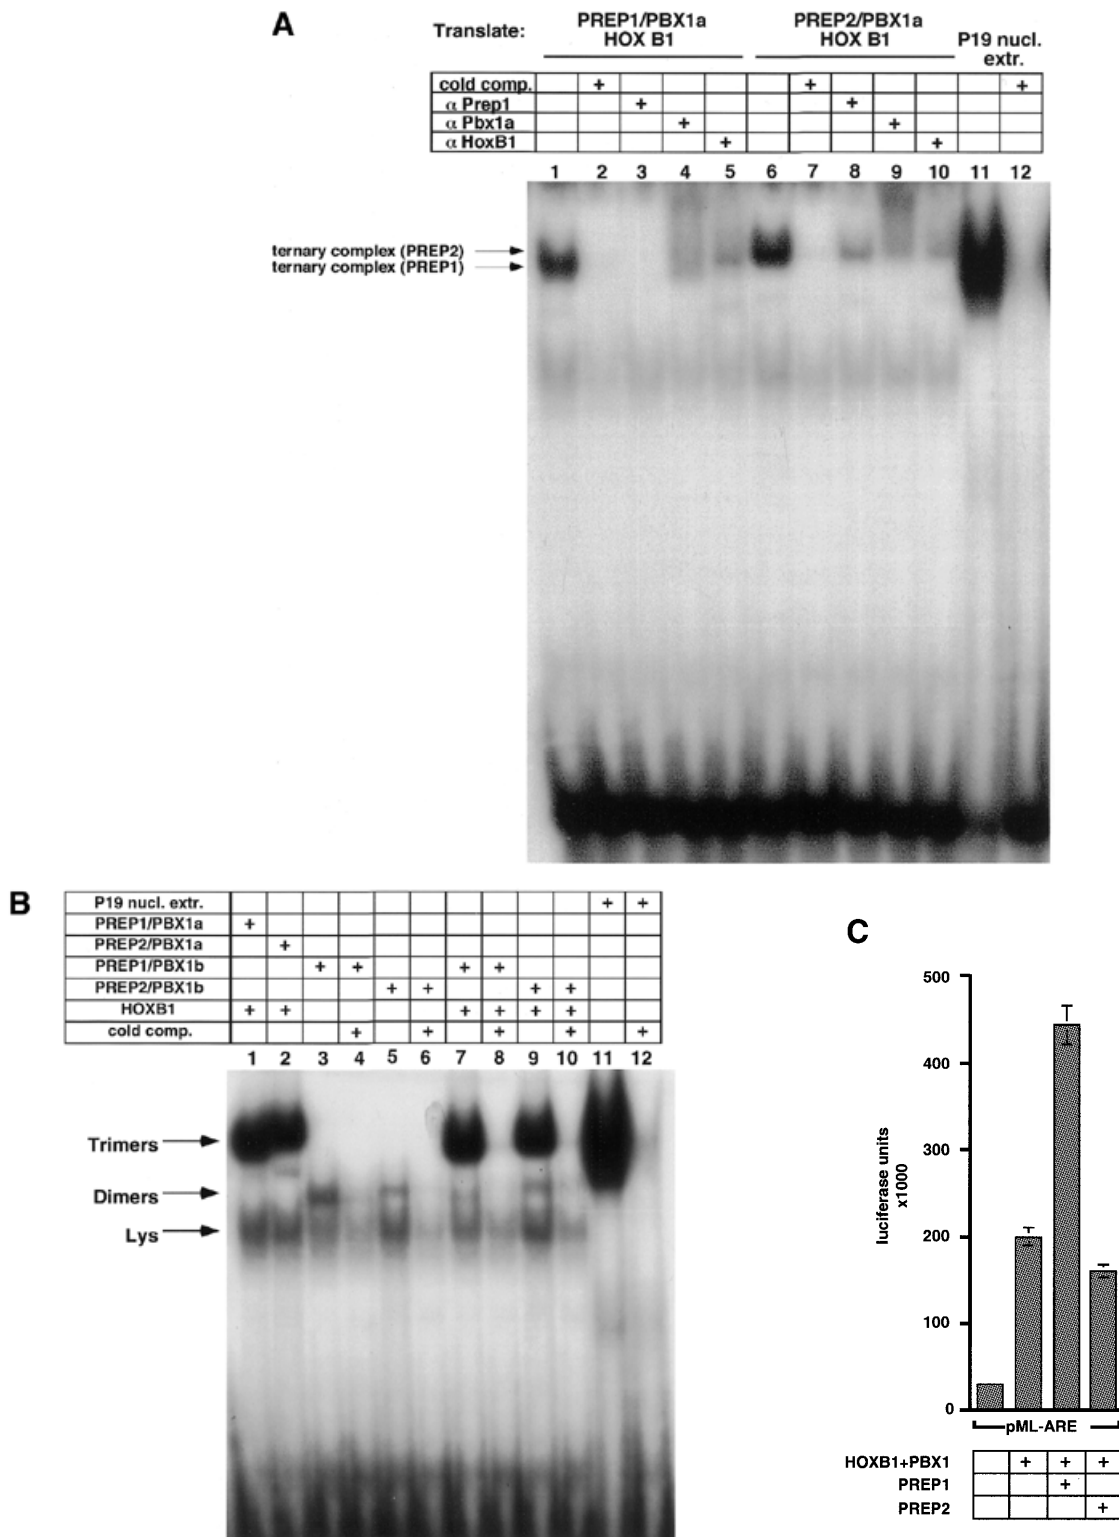 A
Translate:
PREP1/PBX1a
HOX B1
PREP2/PBX1a
HOX B1
P19 nucl.
extr.
cold comp. + + +
α Prep1 + +
α Pbx1a + +
α HoxB1 + +
1 2 3 4 5 6 7 8 9 10 11 12
ternary complex (PREP2)
ternary complex (PREP1)
B
P19 nucl. extr. + +
PREP1/PBX1a +
PREP2/PBX1a +
PREP1/PBX1b + + + +
PREP2/PBX1b + + + +
HOXB1 + + + + + +
cold comp. + + + + +
1 2 3 4 5 6 7 8 9 10 11 12
Trimers
Dimers
Lys
C
luciferase units
x1000
500
400
300
200
100
0
pML-ARE
HOXB1+PBX1 + + +
PREP1 +
PREP2 +